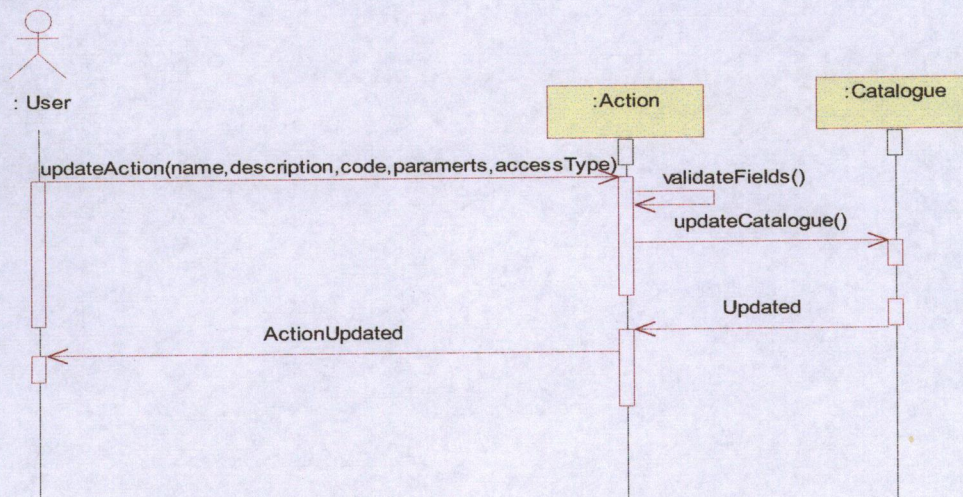 : User
:Action
:Catalogue
updateAction(name,description,code,paramerts,accessType)
validateFields()
updateCatalogue()
Updated
ActionUpdated